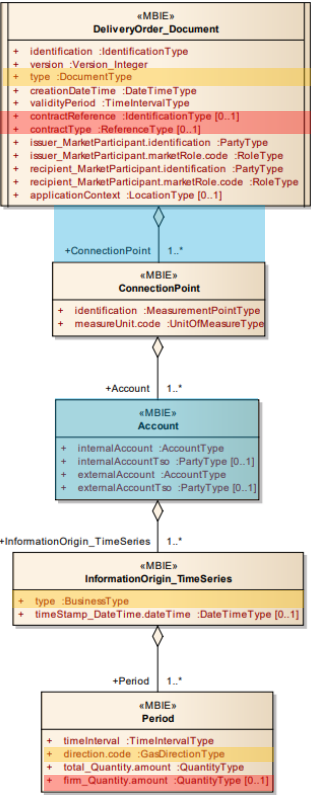 «MBIE»
DeliveryOrder_Document
+ identification :IdentificationType
+ version :Version_Integer
+ type :DocumentType
+ creationDateTime :DateTimeType
+ validityPeriod :TimeIntervalType
+ contractReference :IdentificationType [0..1]
+ contractType :ReferenceType [0..1]
+ issuer_MarketParticipant.identification :PartyType
+ issuer_MarketParticipant.marketRole.code :RoleType
+ recipient_MarketParticipant.identification :PartyType
+ recipient_MarketParticipant.marketRole.code :RoleType
+ applicationContext :LocationType [0..1]
+ConnectionPoint 1..*
«MBIE»
ConnectionPoint
+ identification :MeasurementPointType
+ measureUnit.code :UnitOfMeasureType
+Account 1..*
«MBIE»
Account
+ internalAccount :AccountType
+ internalAccountTso :PartyType [0..1]
+ externalAccount :AccountType
+ externalAccountTso :PartyType [0..1]
+InformationOrigin_TimeSeries 1..*
«MBIE»
InformationOrigin_TimeSeries
+ type :BusinessType
+ timeStamp_DateTime.dateTime :DateTimeType [0..1]
+Period 1..*
«MBIE»
Period
+ timeInterval :TimeIntervalType
+ direction.code :GasDirectionType
+ total_Quantity.amount :QuantityType
+ firm_Quantity.amount :QuantityType [0..1]